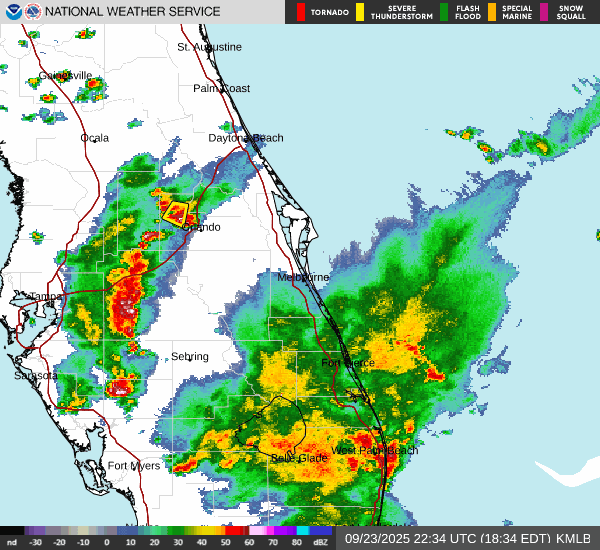 NATIONAL WEATHER SERVICE
TORNADO
SEVERE
THUNDERSTORM
FLASH
FLOOD
SPECIAL
MARINE
SNOW
SQUALL
St. Augustine
Gainesville
Palm Coast
Ocala
Daytona Beach
Orlando
Melbourne
Tampa
Sebring
Fort Pierce
Sarasota
West Palm Beach
Belle Glade
Fort Myers
nd -30 -20 -10 0 10 20 30 40 50 60 70 80 dBZ
09/23/2025 22:34 UTC (18:34 EDT) KMLB